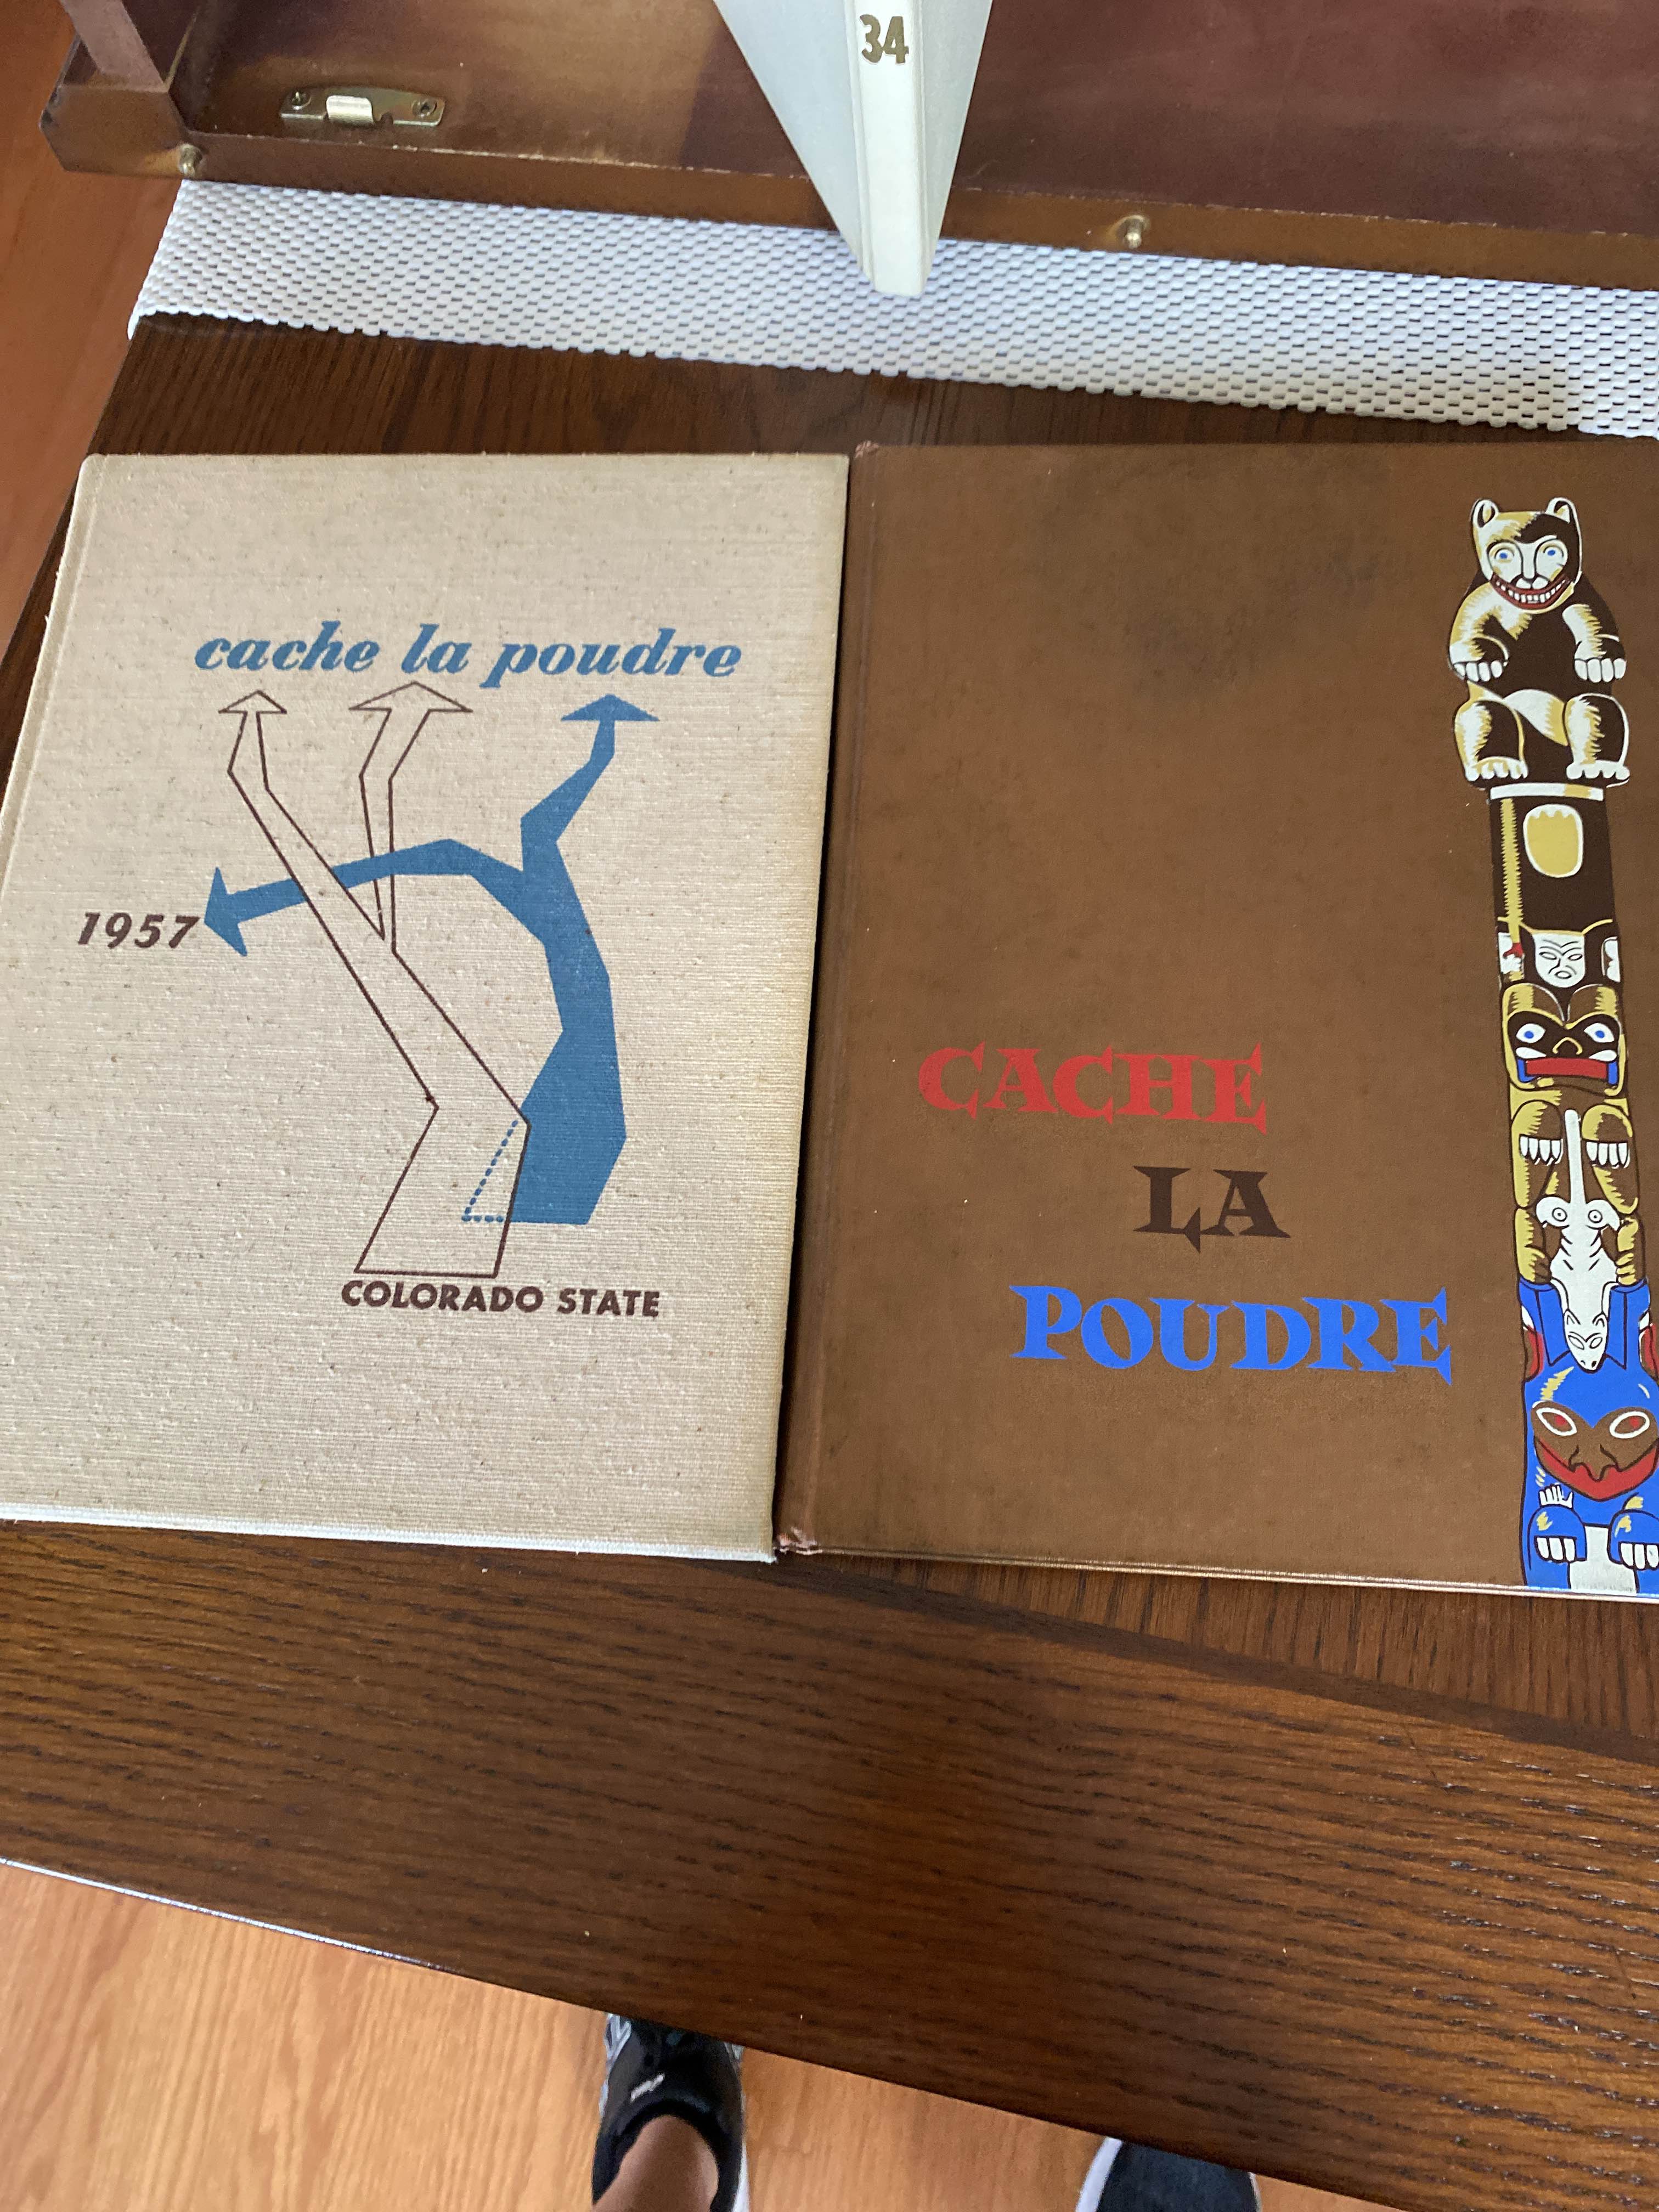 34
cache la poudre
1957
COLORADO STATE
CACHE
LA
POUDRE